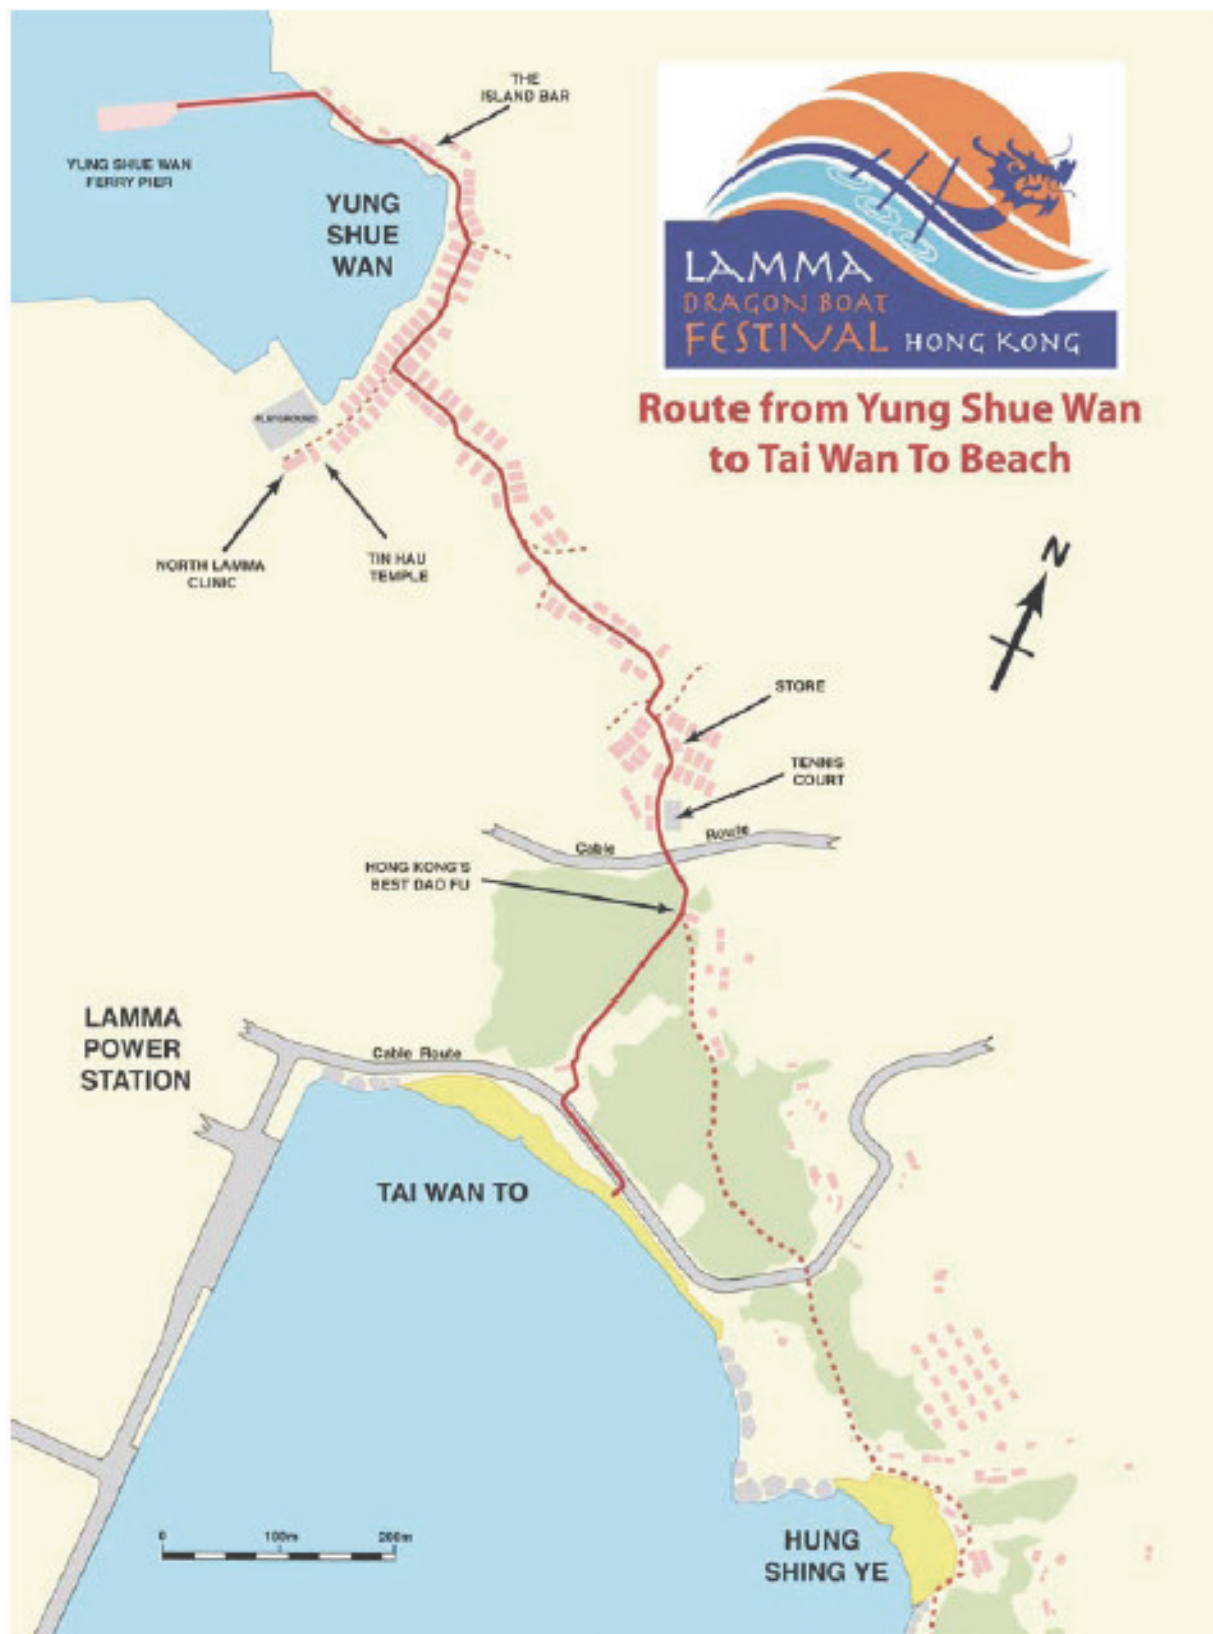 THE
ISLAND BAR
YUNG SHUE WAN
FERRY PIER
YUNG
SHUE
WAN
LAMMA
DRAGON BOAT
FESTIVAL HONG KONG
Route from Yung Shue Wan
to Tai Wan To Beach
PLAYGROUND
NORTH LAMMA
CLINIC
TIN HAU
TEMPLE
N
STORE
TENNIS
COURT
Cable Route
HONG KONG'S
BEST DAO FU
LAMMA
POWER
STATION
Cable Route
TAI WAN TO
0 100m 200m
HUNG
SHING YE